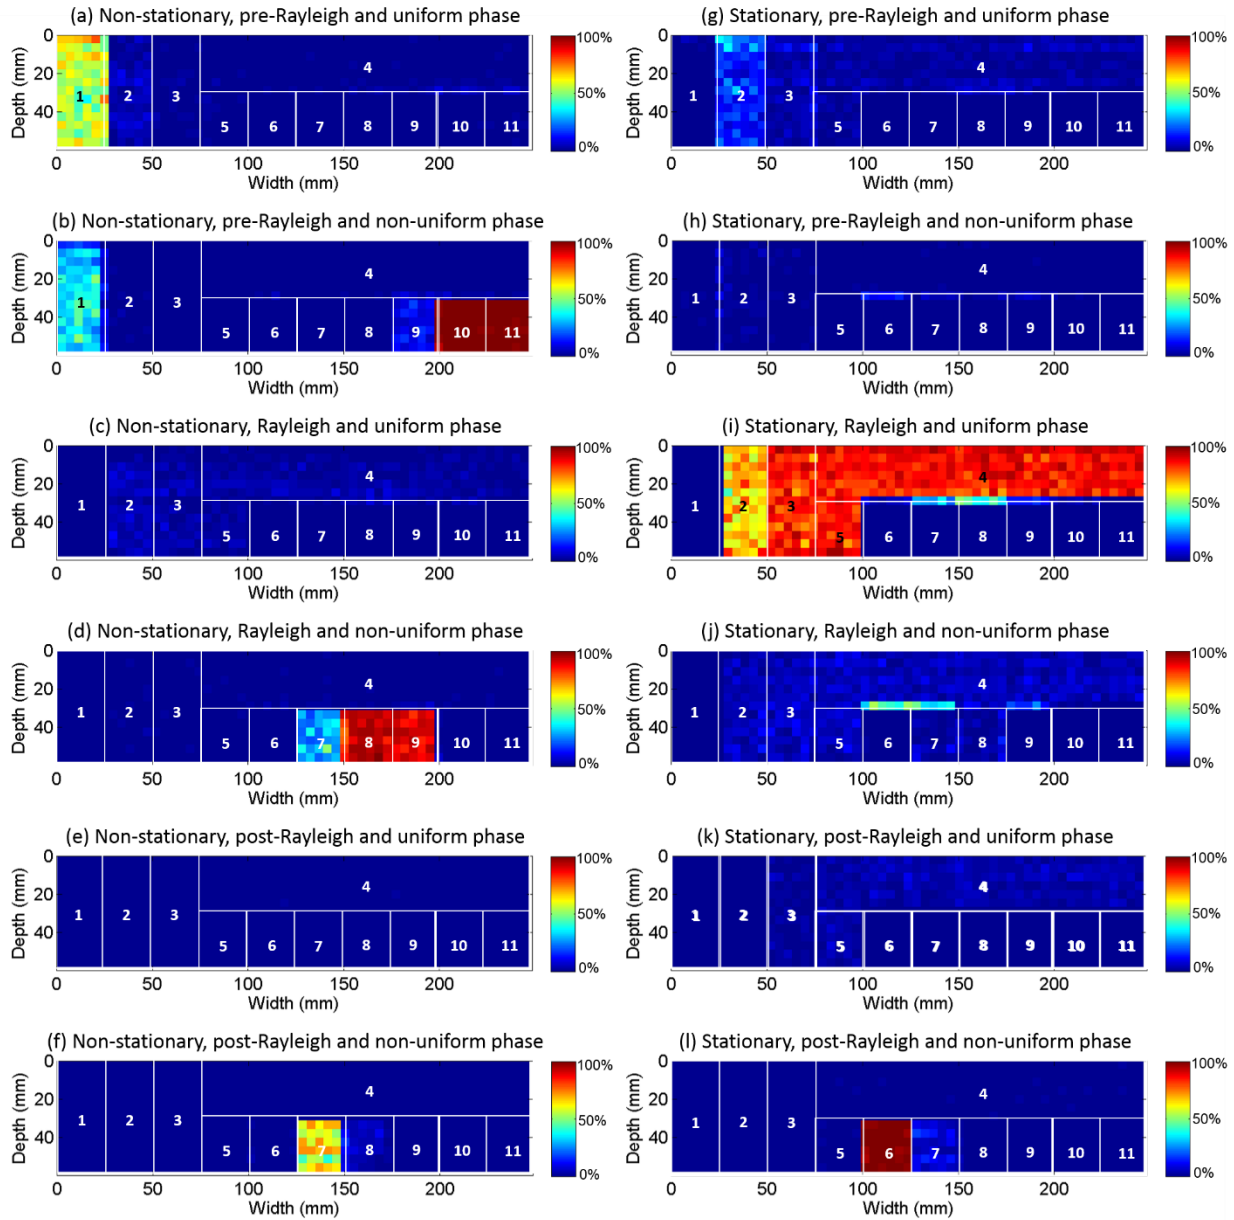 (a) Non-stationary, pre-Rayleigh and uniform phase
0
20
40
Depth (mm)
1
2
3
4
5 6 7 8 9 10 11
100%
50%
0%
0 50 100 150 200
Width (mm)
(g) Stationary, pre-Rayleigh and uniform phase
0
20
40
Depth (mm)
1
2
3
4
5 6 7 8 9 10 11
100%
50%
0%
0 50 100 150 200
Width (mm)
(b) Non-stationary, pre-Rayleigh and non-uniform phase
0
20
40
Depth (mm)
1
2
3
4
5 6 7 8 9 10 11
100%
50%
0%
0 50 100 150 200
Width (mm)
(h) Stationary, pre-Rayleigh and non-uniform phase
0
20
40
Depth (mm)
1
2
3
4
5 6 7 8 9 10 11
100%
50%
0%
0 50 100 150 200
Width (mm)
(c) Non-stationary, Rayleigh and uniform phase
0
20
40
Depth (mm)
1
2
3
4
5 6 7 8 9 10 11
100%
50%
0%
0 50 100 150 200
Width (mm)
(i) Stationary, Rayleigh and uniform phase
0
20
40
Depth (mm)
1
2
3
4
5 6 7 8 9 10 11
100%
50%
0%
0 50 100 150 200
Width (mm)
(d) Non-stationary, Rayleigh and non-uniform phase
0
20
40
Depth (mm)
1
2
3
4
5 6 7 8 9 10 11
100%
50%
0%
0 50 100 150 200
Width (mm)
(j) Stationary, Rayleigh and non-uniform phase
0
20
40
Depth (mm)
1
2
3
4
5 6 7 8 9 10 11
100%
50%
0%
0 50 100 150 200
Width (mm)
(e) Non-stationary, post-Rayleigh and uniform phase
0
20
40
Depth (mm)
1
2
3
4
5 6 7 8 9 10 11
100%
50%
0%
0 50 100 150 200
Width (mm)
(k) Stationary, post-Rayleigh and uniform phase
0
20
40
Depth (mm)
1
2
3
4
5 6 7 8 9 10 11
100%
50%
0%
0 50 100 150 200
Width (mm)
(f) Non-stationary, post-Rayleigh and non-uniform phase
0
20
40
Depth (mm)
1
2
3
4
5 6 7 8 9 10 11
100%
50%
0%
0 50 100 150 200
Width (mm)
(l) Stationary, post-Rayleigh and non-uniform phase
0
20
40
Depth (mm)
1
2
3
4
5 6 7 8 9 10 11
100%
50%
0%
0 50 100 150 200
Width (mm)